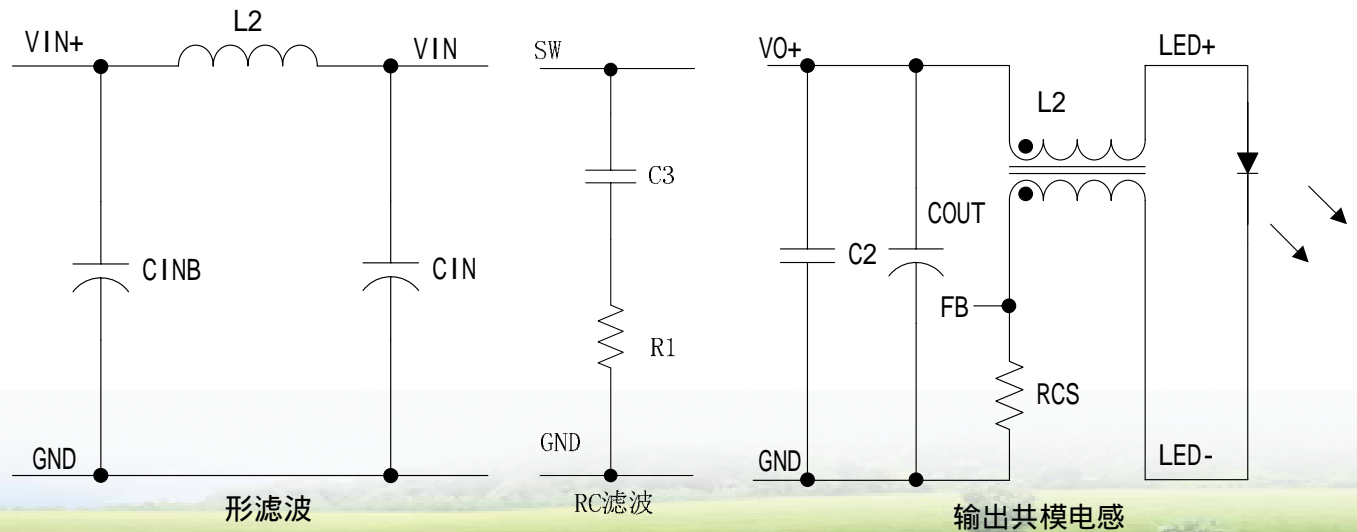 VIN+
L2
VIN
CINB
CIN
GND
形滤波
SW
C3
R1
GND
RC滤波
VO+
LED+
L2
COUT
C2
FB
RCS
GND
LED-
输出共模电感